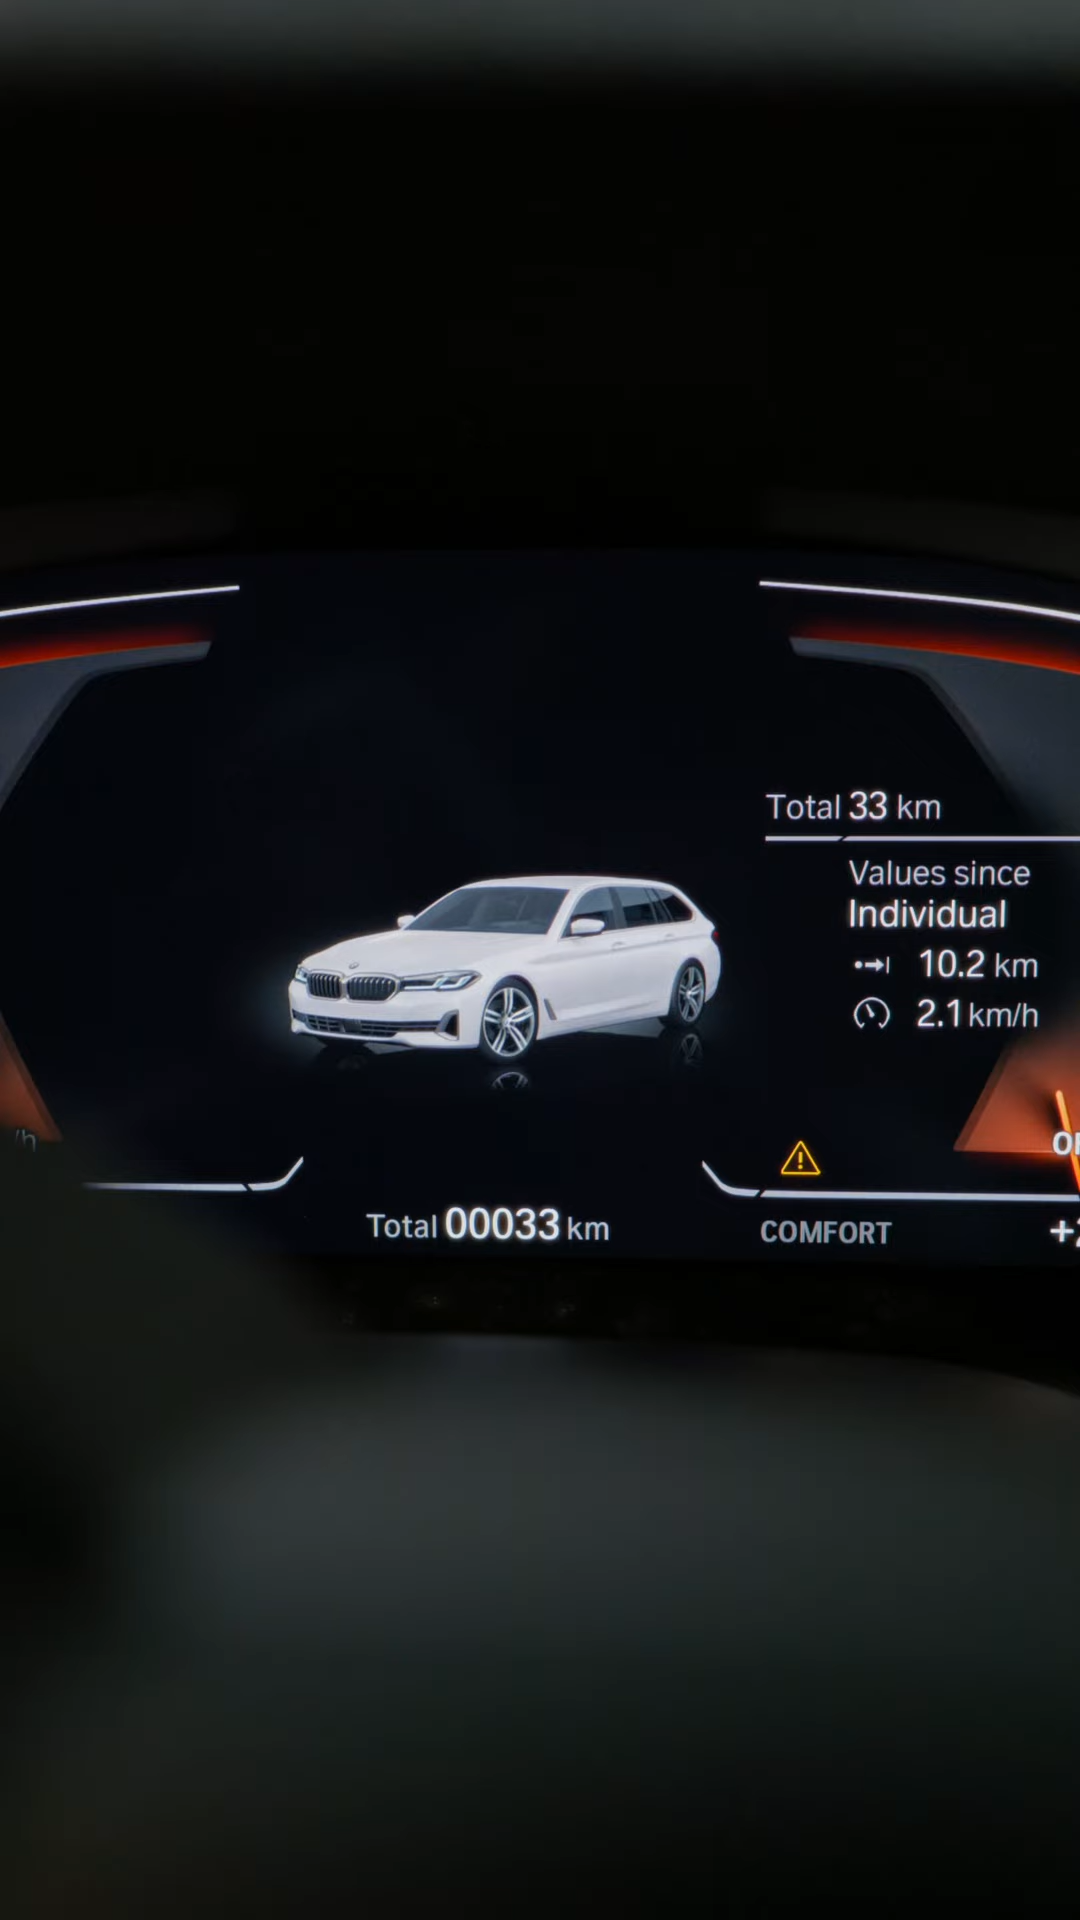 Total 33 km
Values since
Individual
10.2 km
2.1 km/h
/h
Total 00033 km
COMFORT